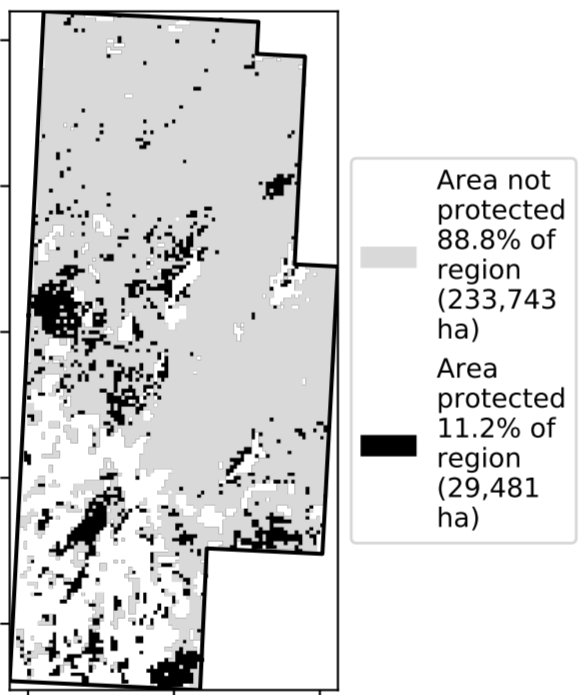 Area not
protected
88.8% of
region
(233,743
ha)
Area
protected
11.2% of
region
(29,481
ha)